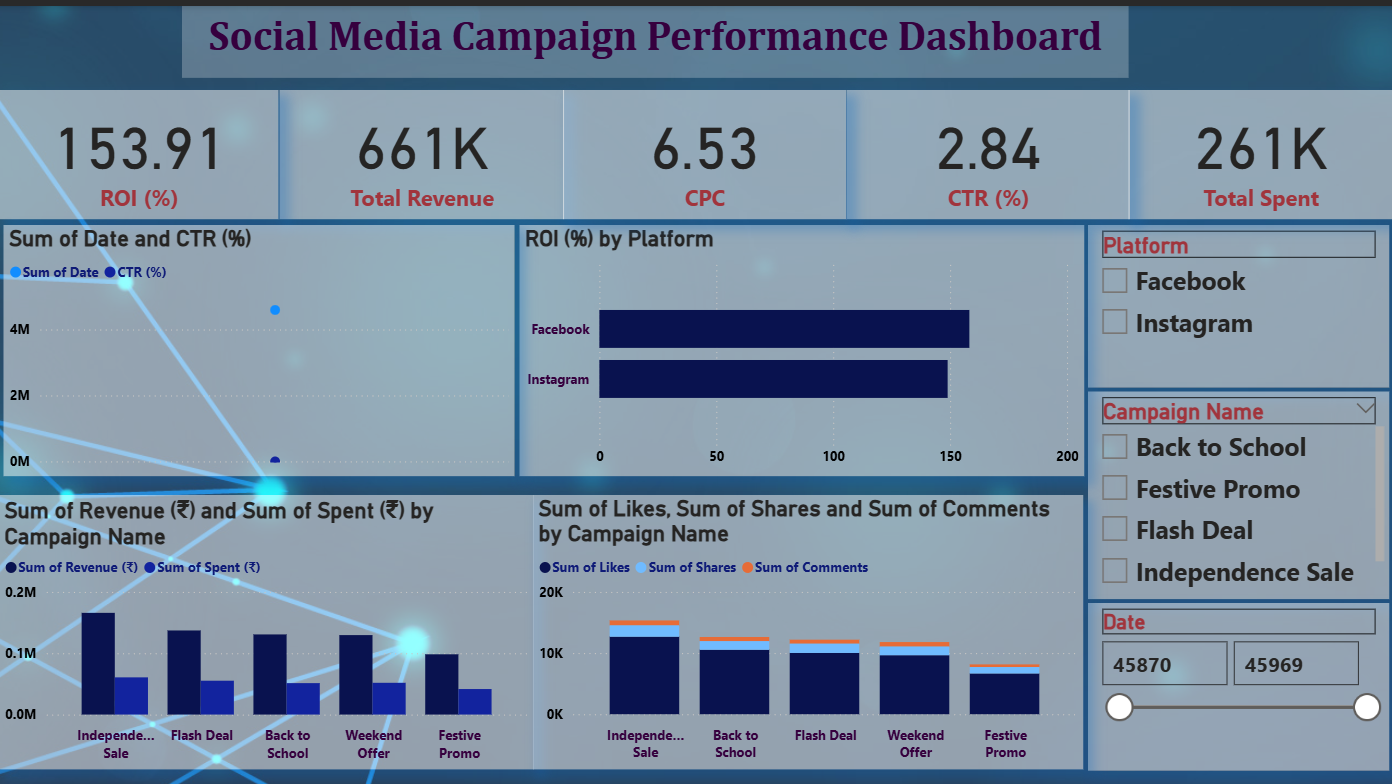 Social Media Campaign Performance Dashboard
153.91
ROI (%)
661K
Total Revenue
6.53
CPC
2.84
CTR (%)
261K
Total Spent
Sum of Date and CTR (%)
Sum of Date CTR (%)
4M
2M
0M
ROI (%) by Platform
Facebook
Instagram
0 50 100 150 200
Platform
Facebook
Instagram
Campaign Name
Back to School
Festive Promo
Flash Deal
Independence Sale
Date
45870 45969
Sum of Revenue (₹) and Sum of Spent (₹) by
Campaign Name
Sum of Revenue (₹) Sum of Spent (₹)
0.2M
0.1M
0.0M
Independe...
Sale
Flash Deal
Back to
School
Weekend
Offer
Festive
Promo
Sum of Likes, Sum of Shares and Sum of Comments
by Campaign Name
Sum of Likes Sum of Shares Sum of Comments
20K
10K
0K
Independe...
Sale
Back to
School
Flash Deal
Weekend
Offer
Festive
Promo